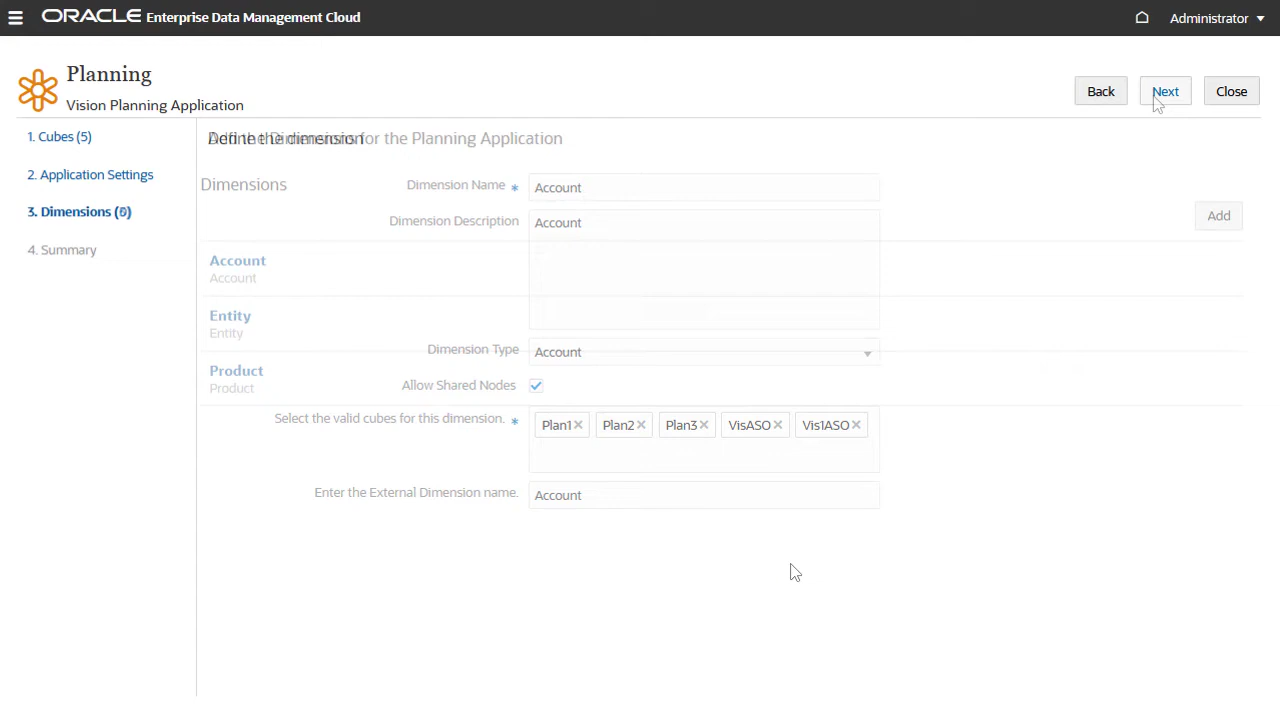 ORACLE Enterprise Data Management Cloud
Administrator
Planning
Vision Planning Application
Back
Next
Close
1. Cubes (5)
2. Application Settings
3. Dimensions
4. Summary
Define the dimension
for the Planning Application
Dimensions
Add
Account
Account
Entity
Entity
Product
Product
Dimension Name * Account
Dimension Description Account
Dimension Type Account
Allow Shared Nodes
Select the valid cubes for this dimension. * Plan1 Plan2 Plan3 VisASO Vis1ASO
Enter the External Dimension name. Account